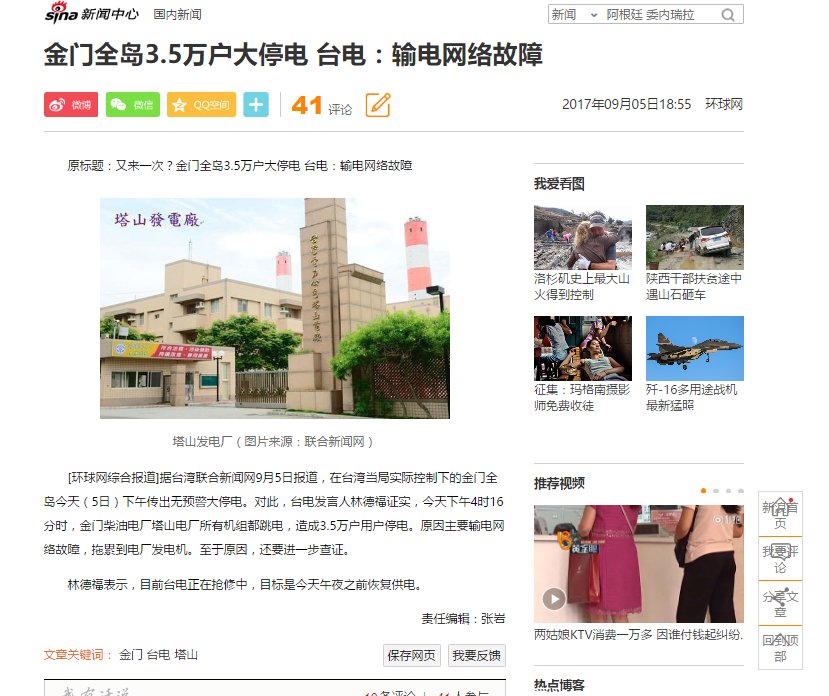 sina 新闻中心 国内新闻
新闻 阿根廷 委内瑞拉
金门全岛3.5万户大停电 台电：输电网络故障
微博 微信 QQ空间 41 评论
2017年09月05日18:55 环球网
原标题：又来一次？金门全岛3.5万户大停电 台电：输电网络故障
塔山發電廠
塔山发电厂（图片来源：联合新闻网）
[环球网综合报道]据台湾联合新闻网9月5日报道，在台湾当局实际控制下的金门全
岛今天（5日）下午传出无预警大停电。对此，台电发言人林德福证实，今天下午4时16
分时，金门柴油电厂塔山电厂所有机组都跳电，造成3.5万户用户停电。原因主要输电网
络故障，拖累到电厂发电机。至于原因，还要进一步查证。
林德福表示，目前台电正在抢修中，目标是今天午夜之前恢复供电。
责任编辑：张岩
文章关键词： 金门 台电 塔山
保存网页 我要反馈
我爱看图
洛杉矶史上最大山
火得到控制
陕西干部扶贫途中
遇山石砸车
征集：玛格南摄影
师免费收徒
歼-16多用途战机
最新猛照
推荐视频
黄金眼
两姑娘KTV消费一万多 因谁付钱起纠纷.
热点博客
新浪首
页
我要评
论
分享文
章
回到顶
部